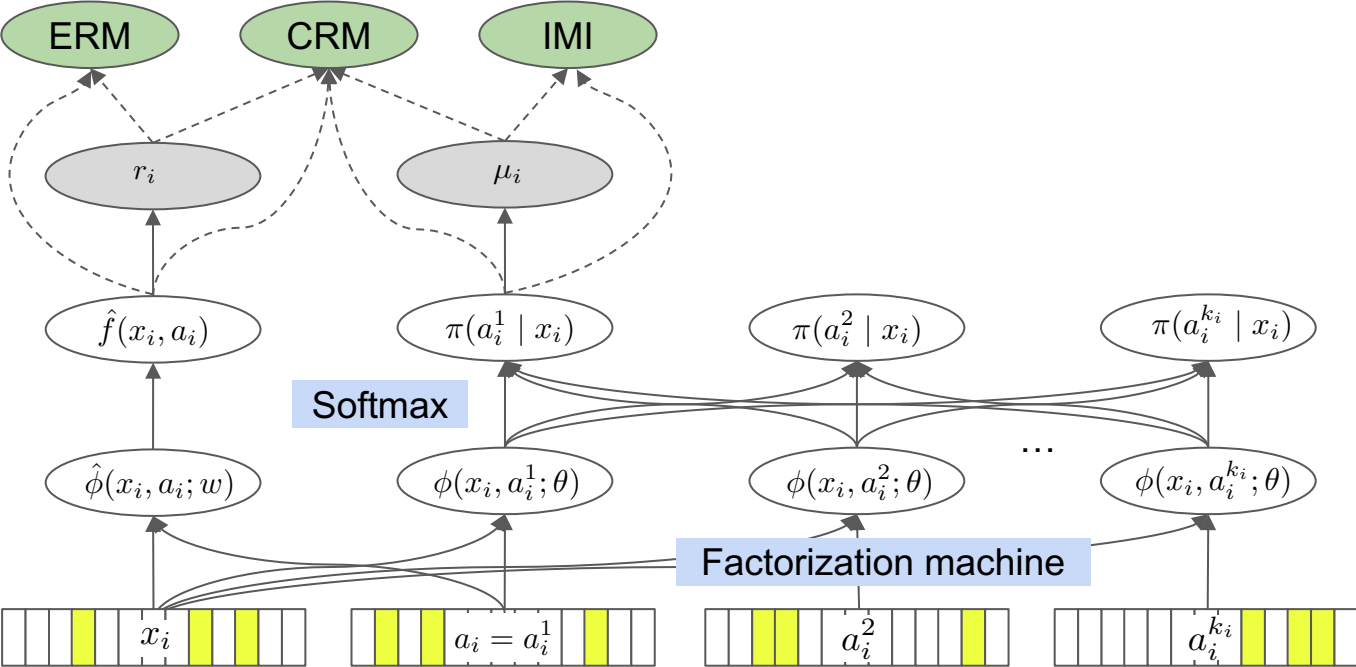 ERM CRM IMI
r_i μ_i
f̂(x_i, a_i) π(a_i^1 | x_i) π(a_i^2 | x_i) π(a_i^{k_i} | x_i)
Softmax
ϕ̂(x_i, a_i; w) ϕ(x_i, a_i^1; θ) ϕ(x_i, a_i^2; θ) … ϕ(x_i, a_i^{k_i}; θ)
Factorization machine
x_i a_i = a_i^1 a_i^2 a_i^{k_i}